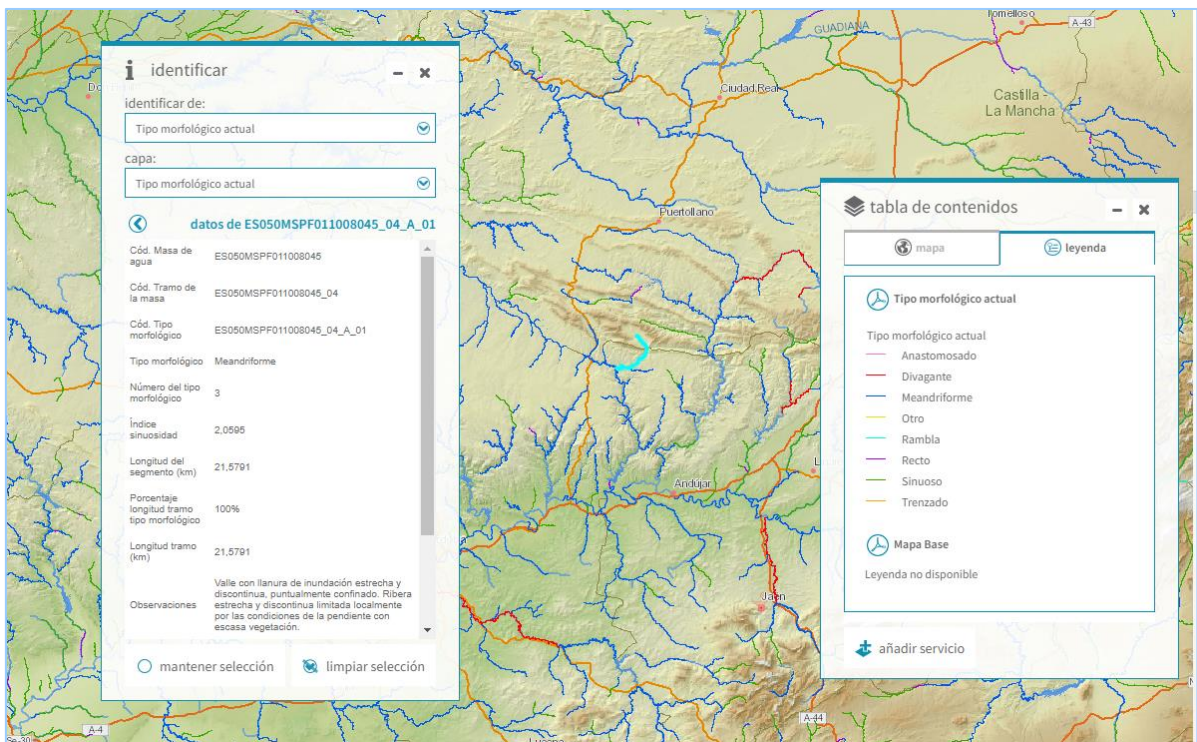 identificar
identificar de:
Tipo morfológico actual
capa:
Tipo morfológico actual
datos de ES050MSPF011008045_04_A_01
Cód. Masa de
agua
ES050MSPF011008045
Cód. Tramo de
la masa
ES050MSPF011008045_04
Cód. Tipo
morfológico
ES050MSPF011008045_04_A_01
Tipo morfológico
Meandriforme
Número del tipo
morfológico
3
Índice
sinuosidad
2,0595
Longitud del
segmento (km)
21,5791
Porcentaje
longitud tramo
tipo morfológico
100%
Longitud tramo
(km)
21,5791
Observaciones
Valle con llanura de inundación estrecha y
discontinua, puntualmente confinado. Ribera
estrecha y discontinua limitada localmente
por las condiciones de la pendiente con
escasa vegetación.
mantener selección
limpiar selección
GUADIANA
Tomelloso
A-43
Ciudad Real
Castilla -
La Mancha
Puertollano
Andújar
Jaén
A-44
A-4
tabla de contenidos
mapa
leyenda
Tipo morfológico actual
Tipo morfológico actual
Anastomosado
Divagante
Meandriforme
Otro
Rambla
Recto
Sinuoso
Trenzado
Mapa Base
Leyenda no disponible
añadir servicio